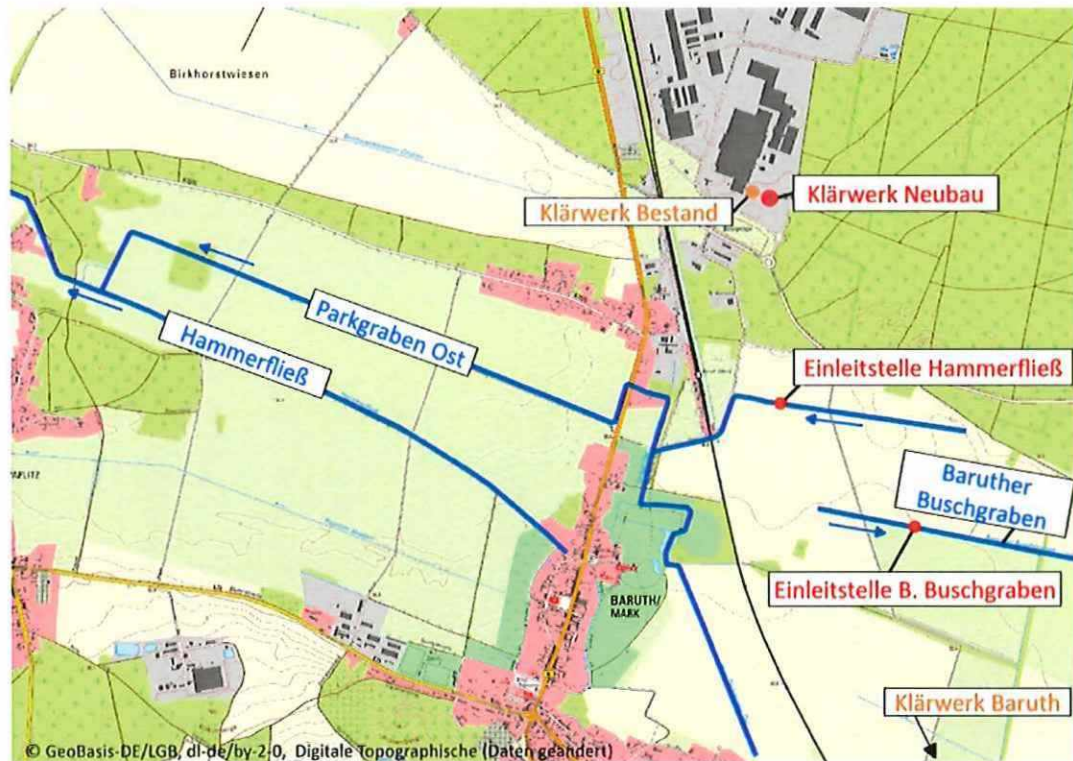 Birkhorstwiesen
Klärwerk Bestand
Klärwerk Neubau
Parkgraben Ost
Hammerfließ
Einleitstelle Hammerfließ
Baruther
Buschgraben
Einleitstelle B. Buschgraben
BARUTH/
MARK
Klärwerk Baruth
© GeoBasis-DE/LGB, dl-de/by-2-0, Digitale Topographische (Daten geändert)